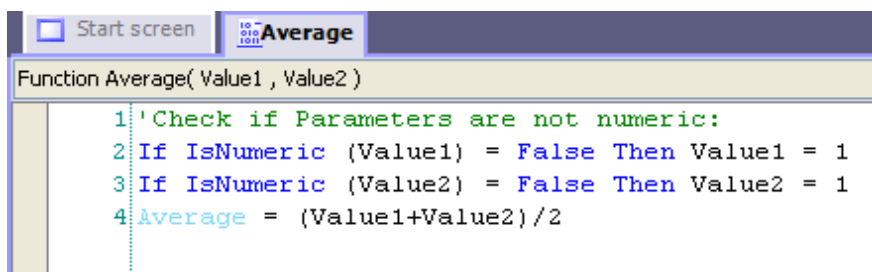 Start screen Average
Function Average( Value1 , Value2 )
1 'Check if Parameters are not numeric:
2 If IsNumeric (Value1) = False Then Value1 = 1
3 If IsNumeric (Value2) = False Then Value2 = 1
4 Average = (Value1+Value2)/2